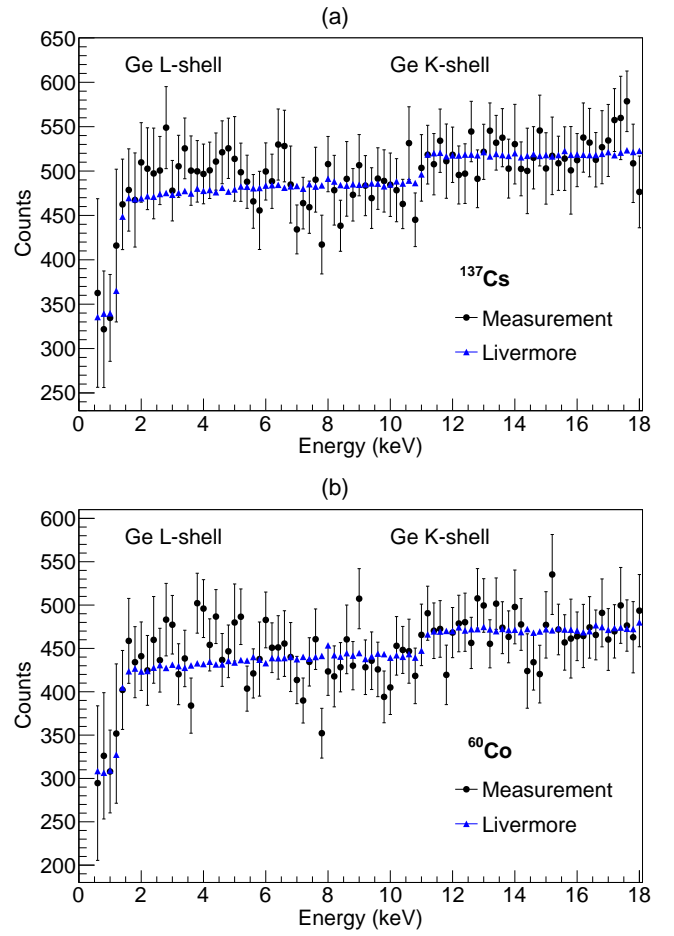 (a)
Ge L-shell
Ge K-shell
650
600
550
500
450
400
350
300
250
Counts
¹³⁷Cs
Measurement
Livermore
0 2 4 6 8 10 12 14 16 18
Energy (keV)
(b)
Ge L-shell
Ge K-shell
600
550
500
450
400
350
300
250
200
Counts
⁶⁰Co
Measurement
Livermore
0 2 4 6 8 10 12 14 16 18
Energy (keV)